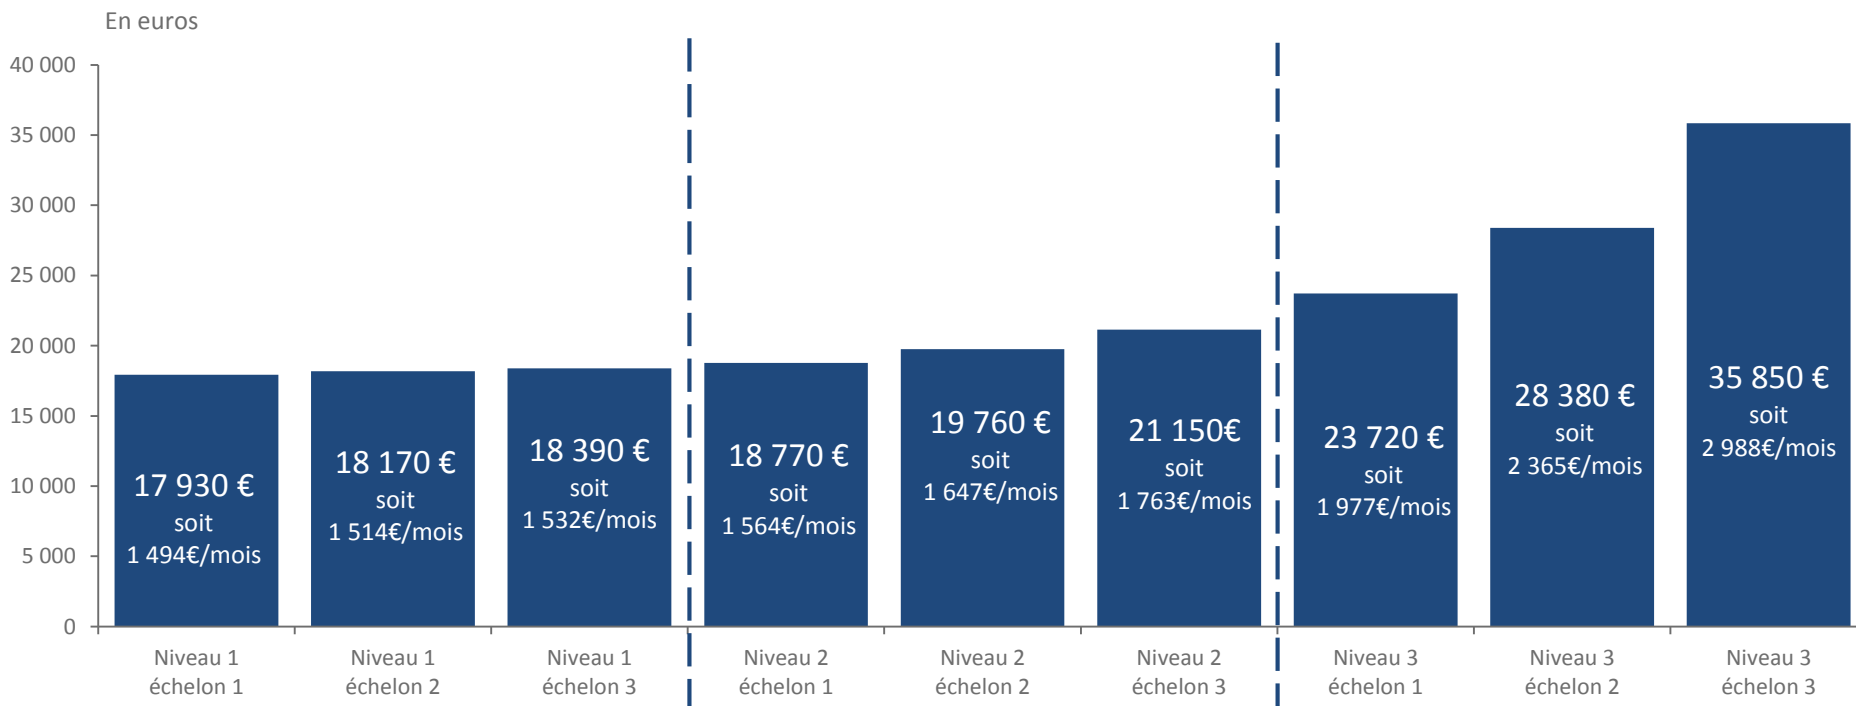 En euros
40 000
35 000
30 000
25 000
20 000
15 000
10 000
5 000
0
17 930 €
soit
1 494€/mois
18 170 €
soit
1 514€/mois
18 390 €
soit
1 532€/mois
18 770 €
soit
1 564€/mois
19 760 €
soit
1 647€/mois
21 150€
soit
1 763€/mois
23 720 €
soit
1 977€/mois
28 380 €
soit
2 365€/mois
35 850 €
soit
2 988€/mois
Niveau 1
échelon 1
Niveau 1
échelon 2
Niveau 1
échelon 3
Niveau 2
échelon 1
Niveau 2
échelon 2
Niveau 2
échelon 3
Niveau 3
échelon 1
Niveau 3
échelon 2
Niveau 3
échelon 3